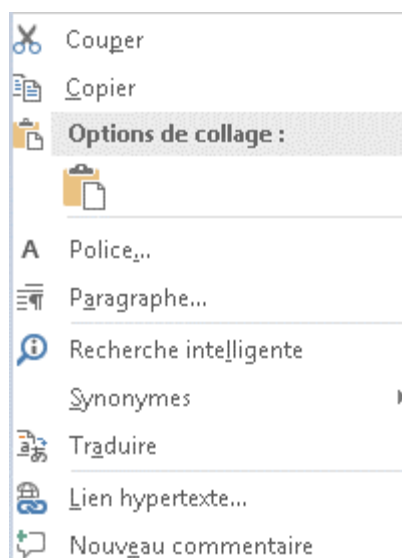 Couper
Copier
Options de collage :
Police...
Paragraphe...
Recherche intelligente
Synonymes
Traduire
Lien hypertexte...
Nouveau commentaire